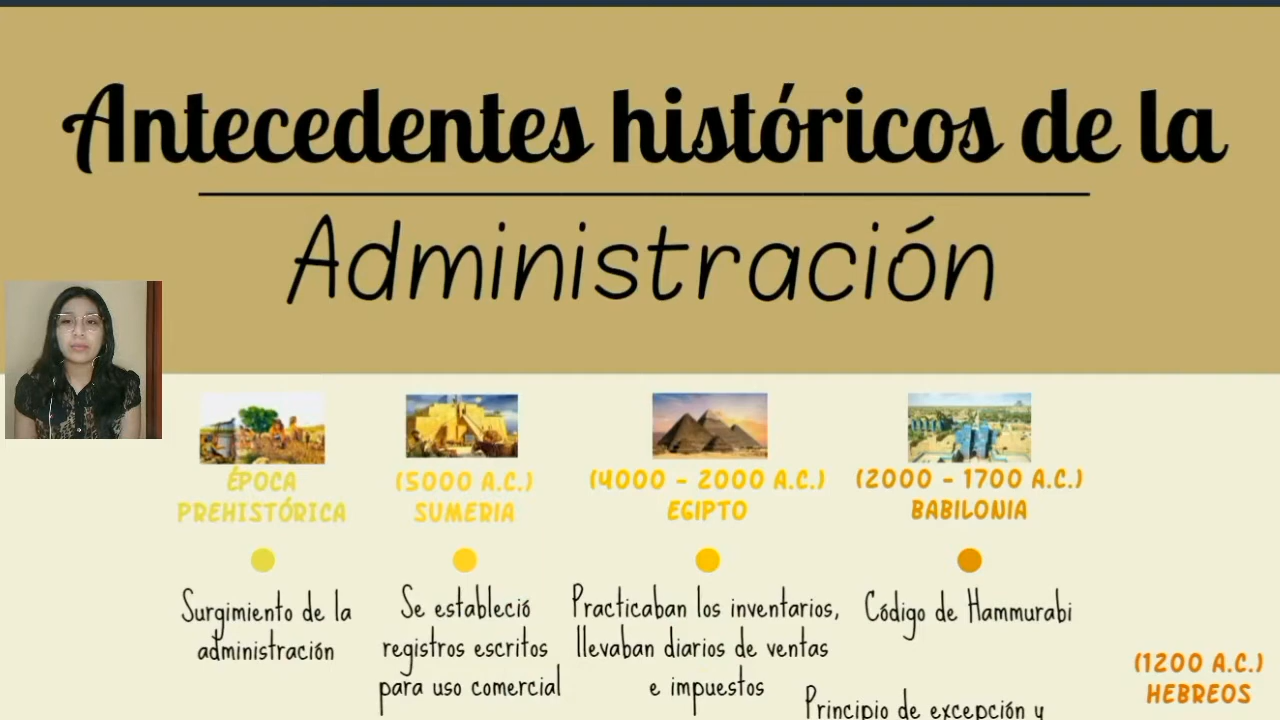 Antecedentes históricos de la
Administración
ÉPOCA
PREHISTÓRICA
Surgimiento de la
administración
(5000 A.C.)
SUMERIA
Se estableció
registros escritos
para uso comercial
(4000 - 2000 A.C.)
EGIPTO
Practicaban los inventarios,
llevaban diarios de ventas
e impuestos
(2000 - 1700 A.C.)
BABILONIA
Código de Hammurabi
Principio de excepción y
(1200 A.C.)
HEBREOS